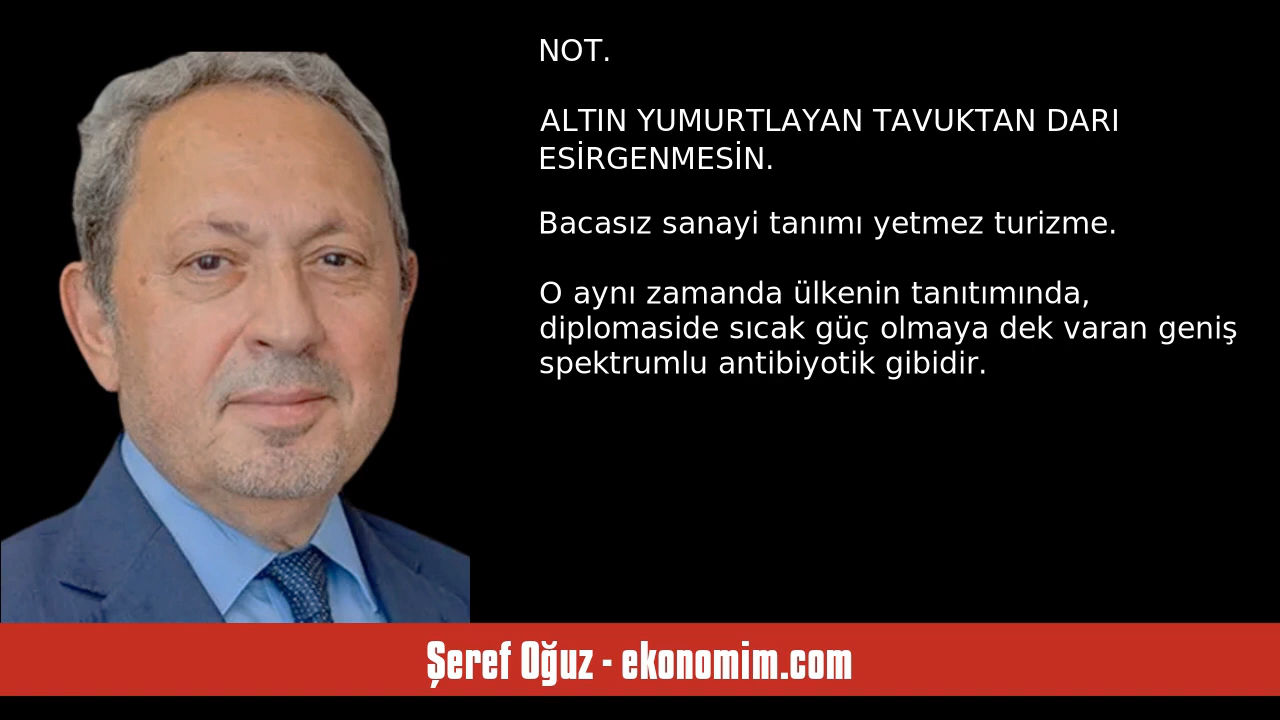 NOT.
ALTIN YUMURTLAYAN TAVUKTAN DARI
ESİRGENMESİN.
Bacasız sanayi tanımı yetmez turizme.
O aynı zamanda ülkenin tanıtımında,
diplomaside sıcak güç olmaya dek varan geniş
spektrumlu antibiyotik gibidir.
Şeref Oğuz - ekonomim.com